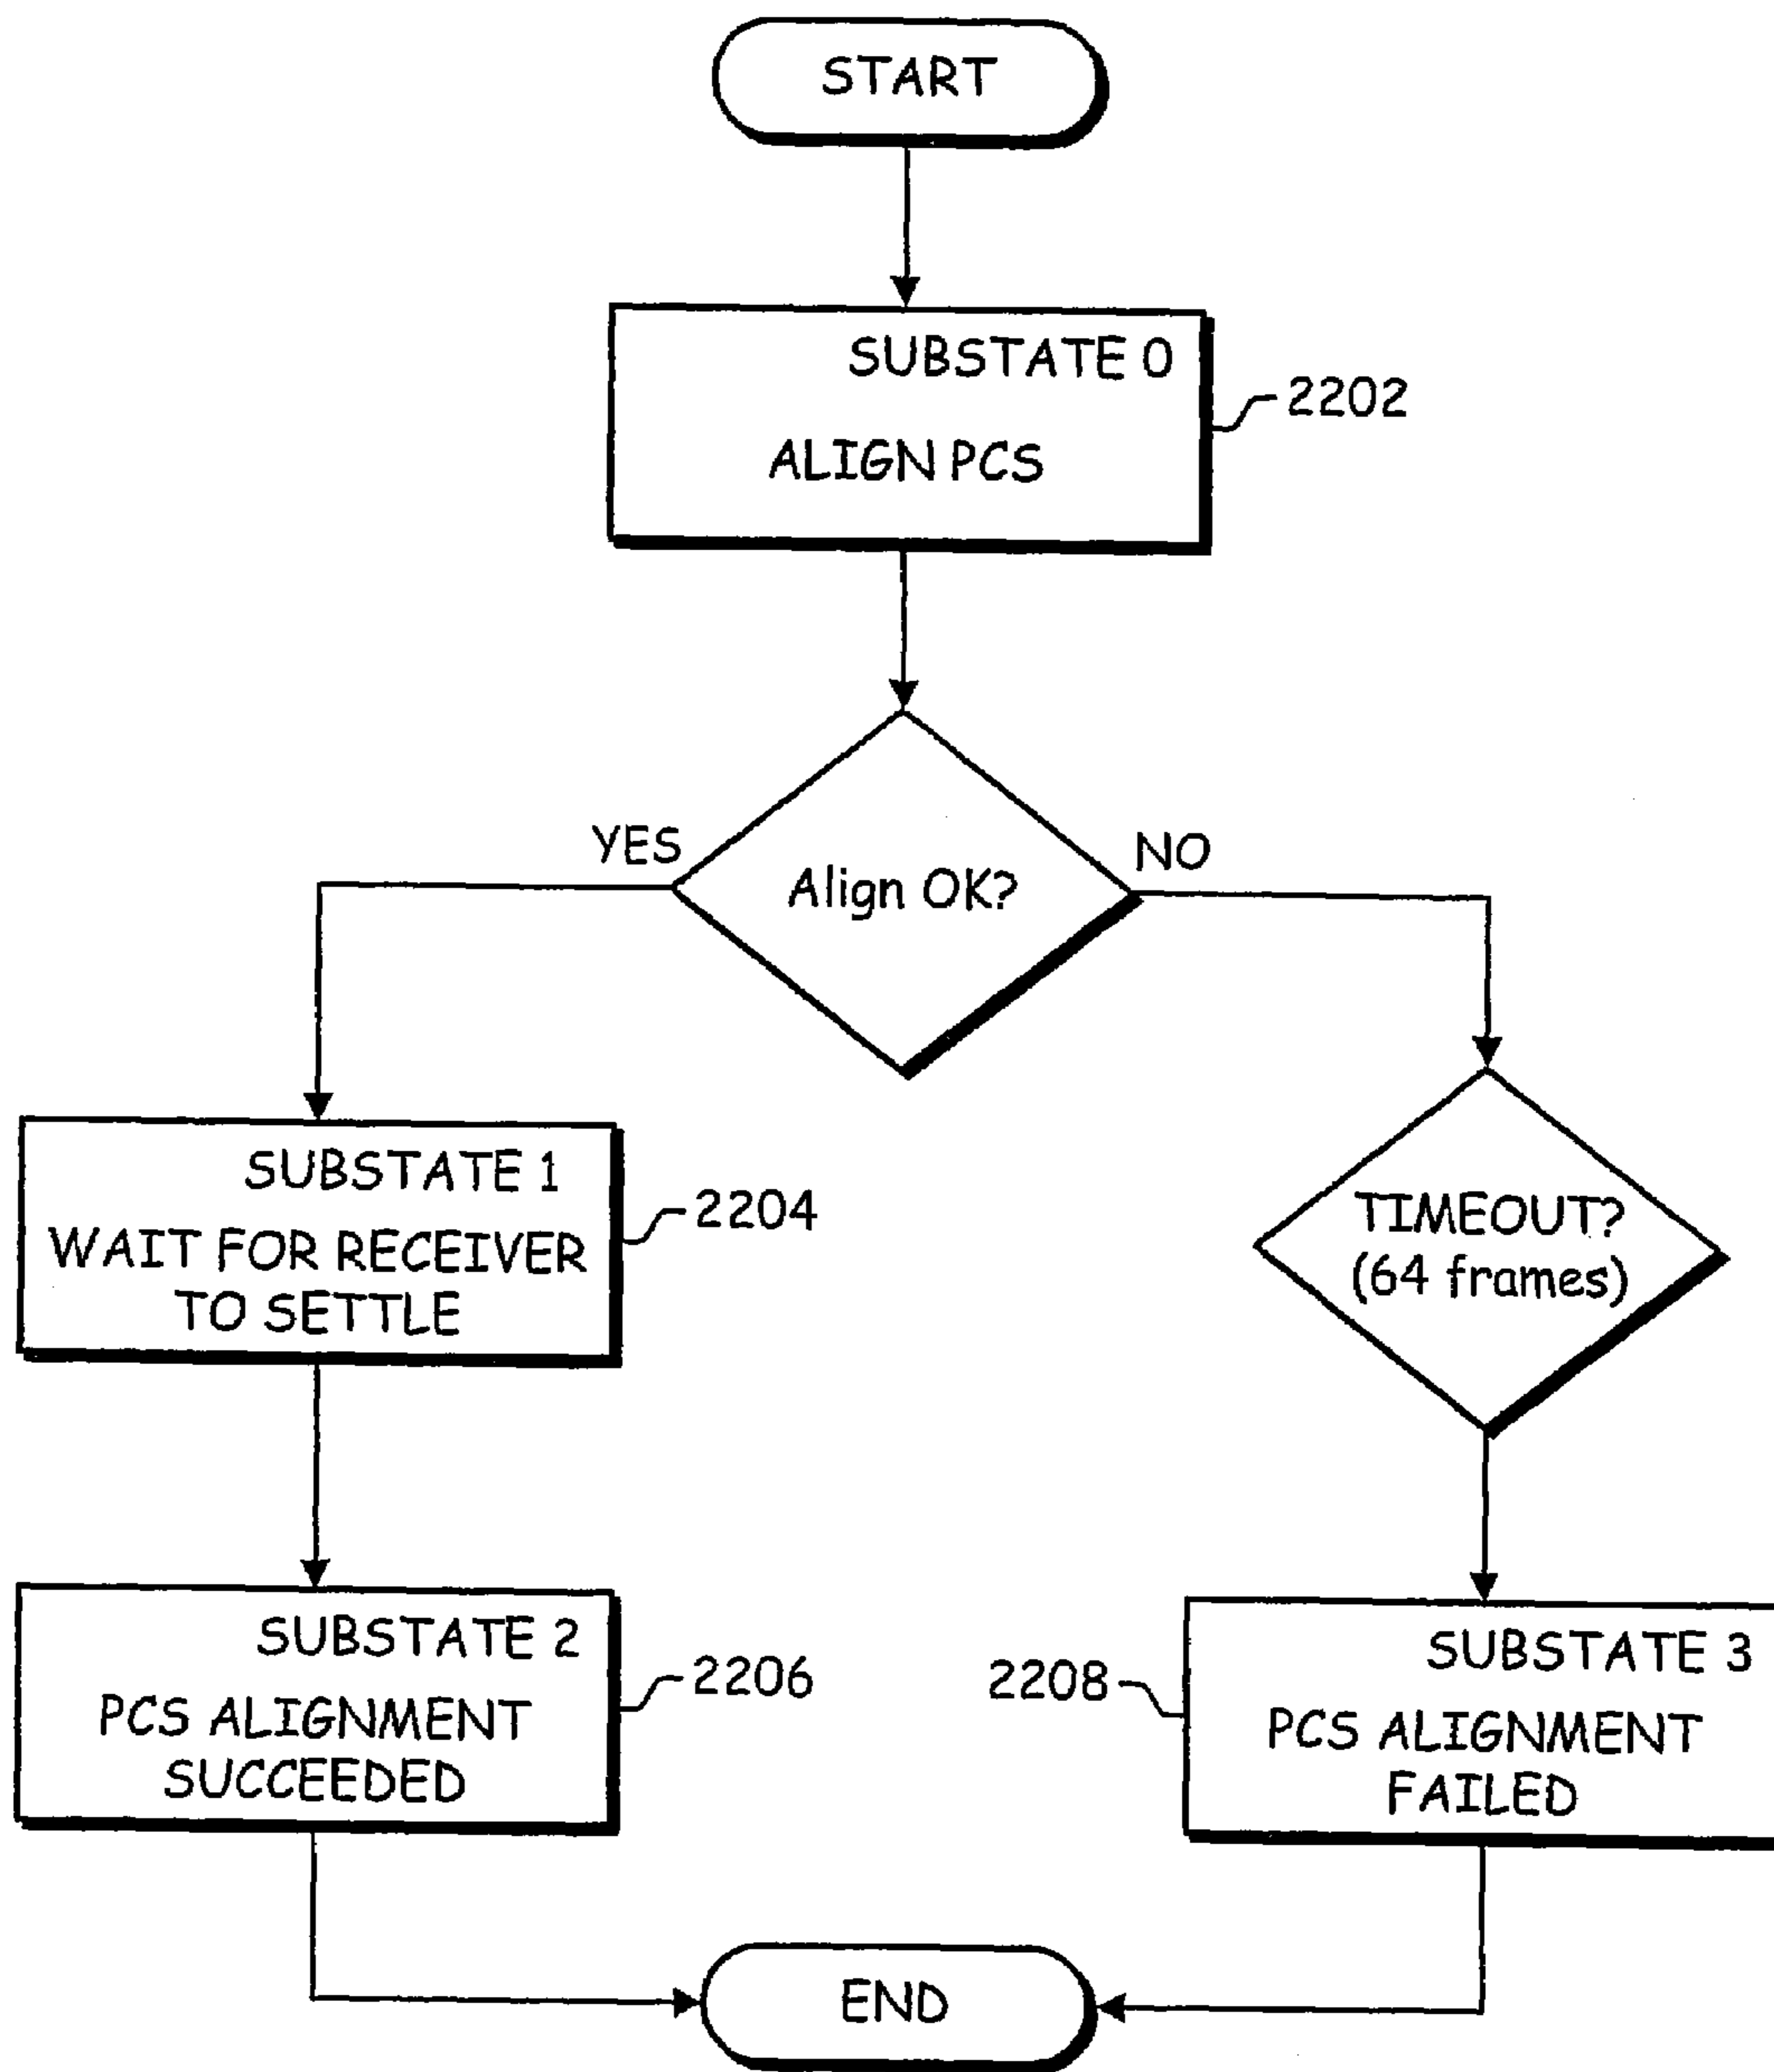 START
SUBSTATE 0
ALIGN PCS
2202
YES
Align OK?
NO
SUBSTATE 1
WAIT FOR RECEIVER
TO SETTLE
2204
TIMEOUT?
(64 frames)
SUBSTATE 2
PCS ALIGNMENT
SUCCEEDED
2206
2208
SUBSTATE 3
PCS ALIGNMENT
FAILED
END